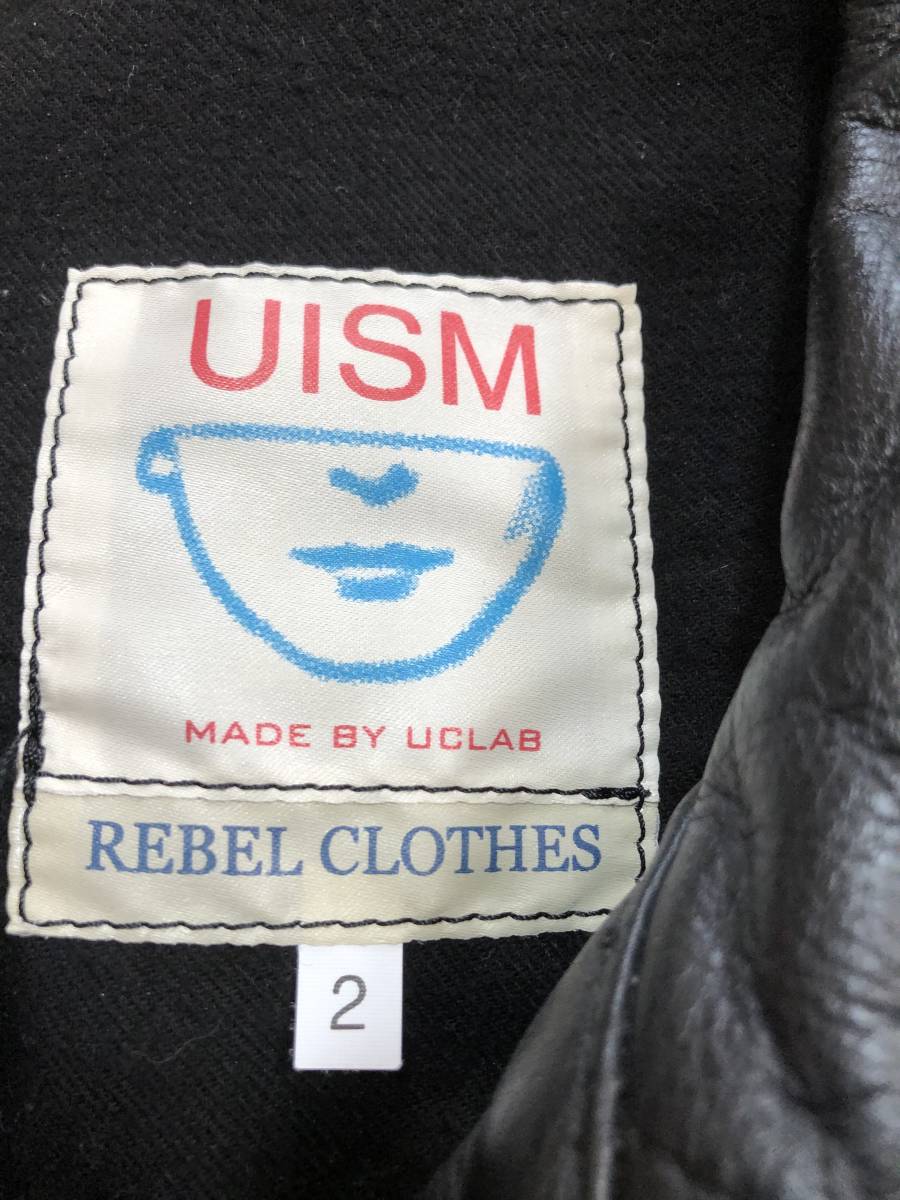 UISM
MADE BY UCLAB
REBEL CLOTHES
2